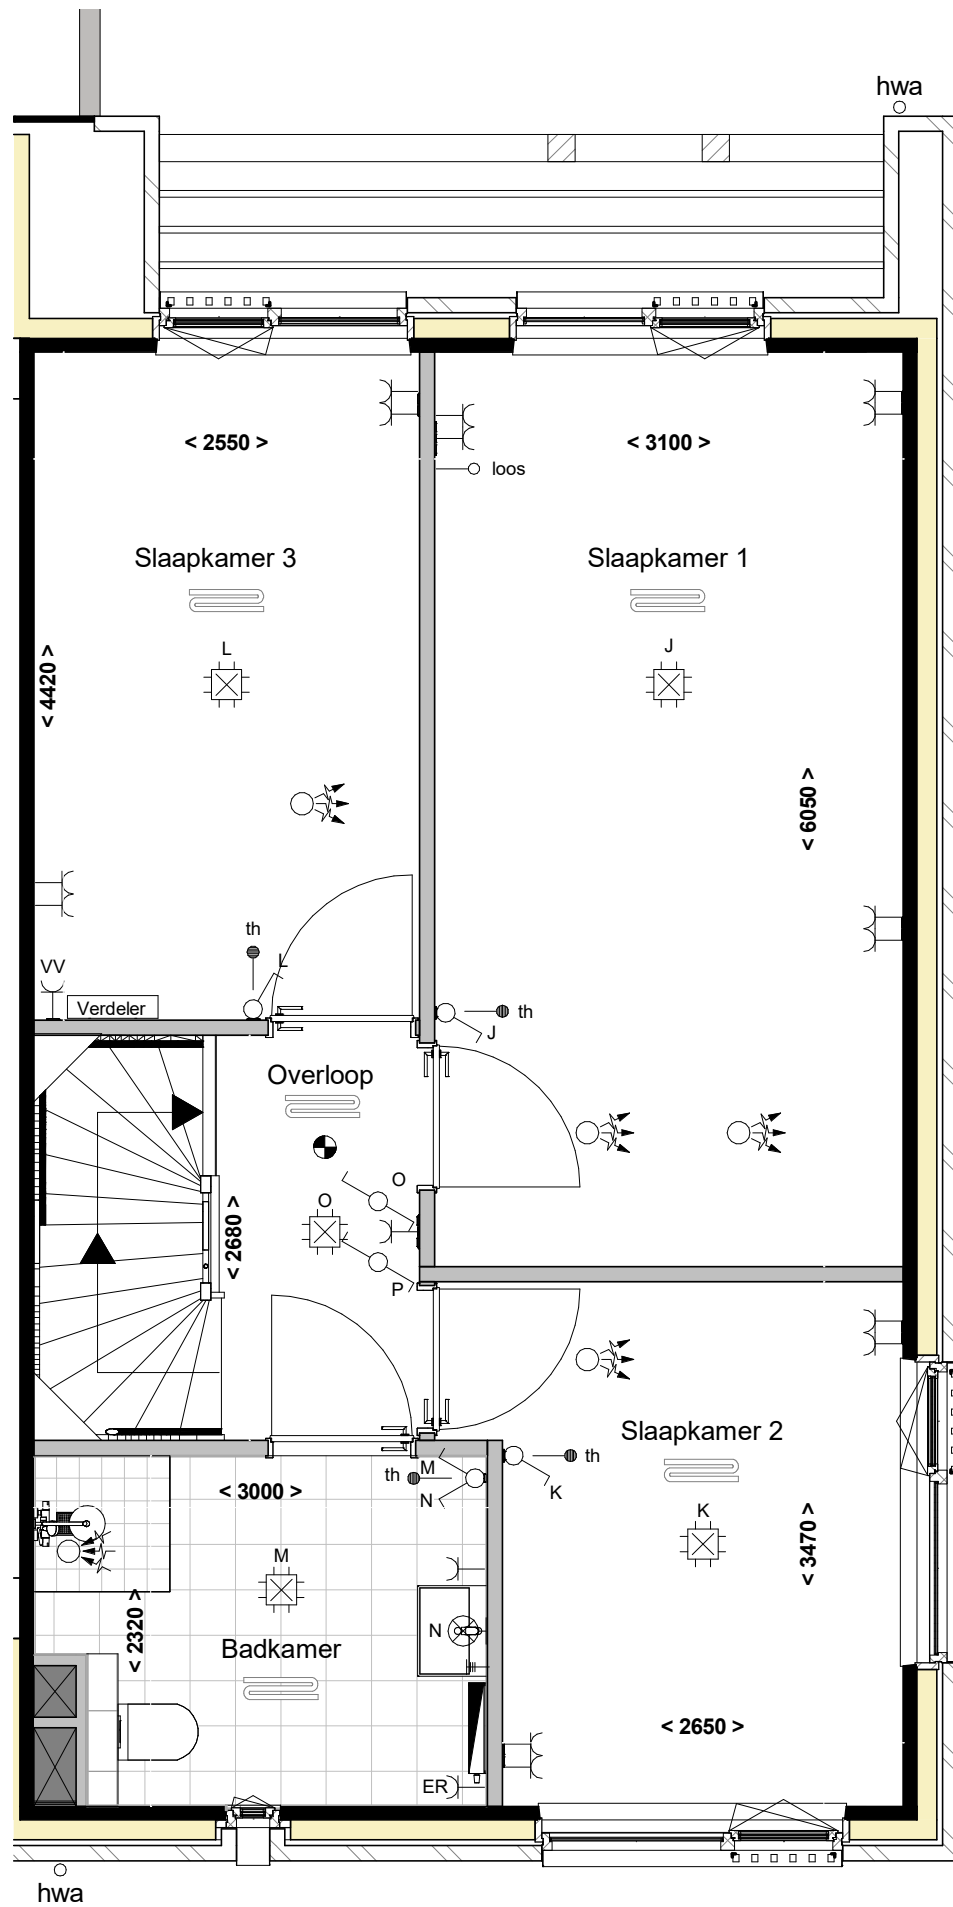 hwa
< 2550 >
< 3100 >
loos
Slaapkamer 3
Slaapkamer 1
L
J
< 4420 >
< 6050 >
th
L
VV
Verdeler
th
J
Overloop
O
O
< 2680 >
P
Slaapkamer 2
< 3000 >
M
th
N
th
K
M
K
< 3470 >
< 2320 >
N
Badkamer
< 2650 >
ER
hwa